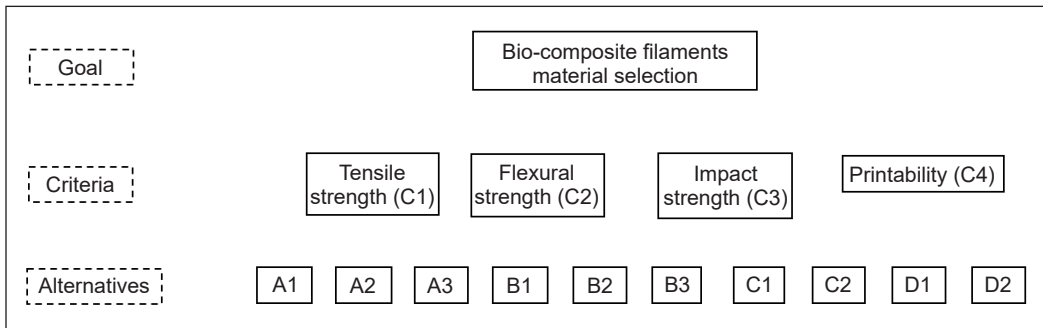 Goal
Bio-composite filaments
material selection
Criteria
Tensile
strength (C1)
Flexural
strength (C2)
Impact
strength (C3)
Printability (C4)
Alternatives
A1
A2
A3
B1
B2
B3
C1
C2
D1
D2